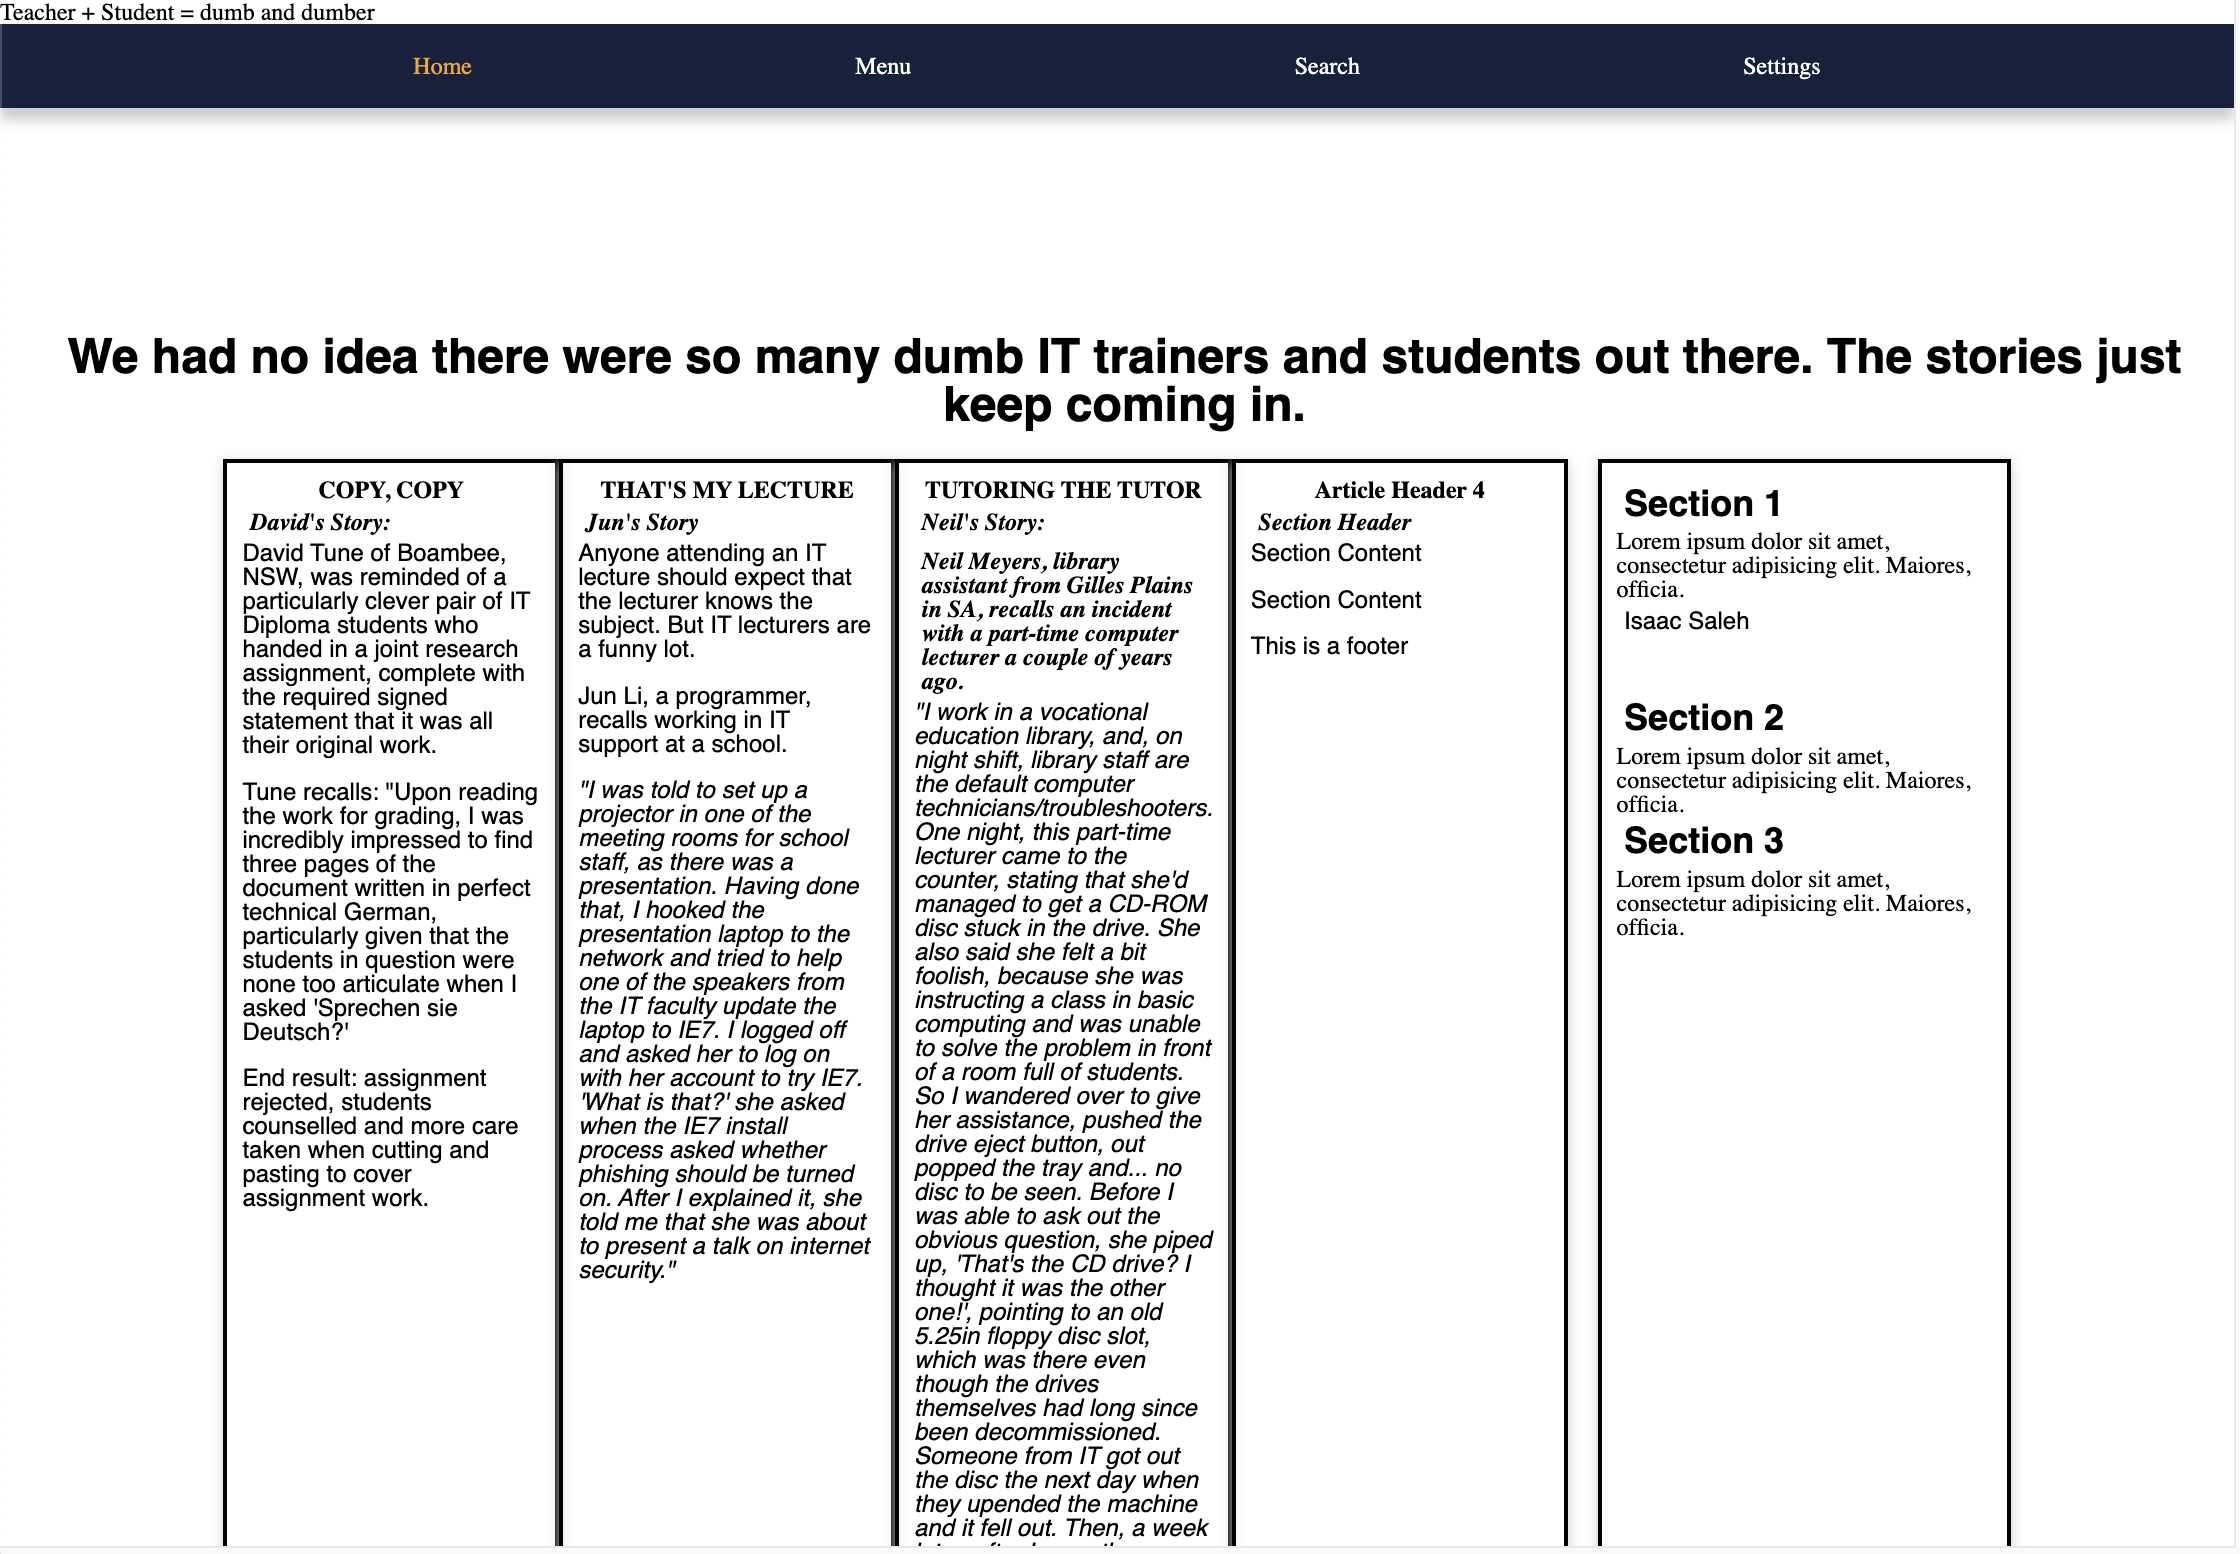 Teacher + Student = dumb and dumber
Home
Menu
Search
Settings
We had no idea there were so many dumb IT trainers and students out there. The stories just
keep coming in.
COPY, COPY
David's Story:
David Tune of Boambee,
NSW, was reminded of a
particularly clever pair of IT
Diploma students who
handed in a joint research
assignment, complete with
the required signed
statement that it was all
their original work.
Tune recalls: "Upon reading
the work for grading, I was
incredibly impressed to find
three pages of the
document written in perfect
technical German,
particularly given that the
students in question were
none too articulate when I
asked 'Sprechen sie
Deutsch?'
End result: assignment
rejected, students
counselled and more care
taken when cutting and
pasting to cover
assignment work.
THAT'S MY LECTURE
Jun's Story
Anyone attending an IT
lecture should expect that
the lecturer knows the
subject. But IT lecturers are
a funny lot.
Jun Li, a programmer,
recalls working in IT
support at a school.
"I was told to set up a
projector in one of the
meeting rooms for school
staff, as there was a
presentation. Having done
that, I hooked the
presentation laptop to the
network and tried to help
one of the speakers from
the IT faculty update the
laptop to IE7. I logged off
and asked her to log on
with her account to try IE7.
'What is that?' she asked
when the IE7 install
process asked whether
phishing should be turned
on. After I explained it, she
told me that she was about
to present a talk on internet
security."
TUTORING THE TUTOR
Neil's Story:
Neil Meyers, library
assistant from Gilles Plains
in SA, recalls an incident
with a part-time computer
lecturer a couple of years
ago.
"I work in a vocational
education library, and, on
night shift, library staff are
the default computer
technicians/troubleshooters.
One night, this part-time
lecturer came to the
counter, stating that she'd
managed to get a CD-ROM
disc stuck in the drive. She
also said she felt a bit
foolish, because she was
instructing a class in basic
computing and was unable
to solve the problem in front
of a room full of students.
So I wandered over to give
her assistance, pushed the
drive eject button, out
popped the tray and... no
disc to be seen. Before I
was able to ask out the
obvious question, she piped
up, 'That's the CD drive? I
thought it was the other
one!', pointing to an old
5.25in floppy disc slot,
which was there even
though the drives
themselves had long since
been decommissioned.
Someone from IT got out
the disc the next day when
they upended the machine
and it fell out. Then, a week
Article Header 4
Section Header
Section Content
Section Content
This is a footer
Section 1
Lorem ipsum dolor sit amet,
consectetur adipisicing elit. Maiores,
officia.
Isaac Saleh
Section 2
Lorem ipsum dolor sit amet,
consectetur adipisicing elit. Maiores,
officia.
Section 3
Lorem ipsum dolor sit amet,
consectetur adipisicing elit. Maiores,
officia.